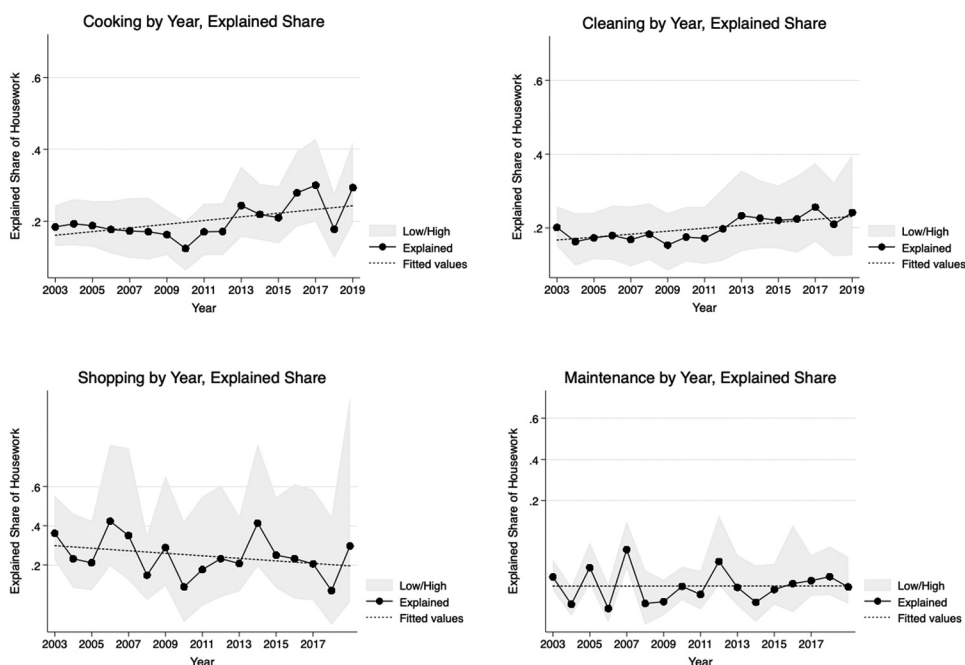 Cooking by Year, Explained Share
Explained Share of Housework
.6
.4
.2
2003 2005 2007 2009 2011 2013 2015 2017 2019
Year
Low/High
Explained
Fitted values
Cleaning by Year, Explained Share
Explained Share of Housework
.6
.4
.2
2003 2005 2007 2009 2011 2013 2015 2017 2019
Year
Low/High
Explained
Fitted values
Shopping by Year, Explained Share
Explained Share of Housework
.6
.4
.2
2003 2005 2007 2009 2011 2013 2015 2017
Year
Low/High
Explained
Fitted values
Maintenance by Year, Explained Share
Explained Share of Housework
.6
.4
.2
2003 2005 2007 2009 2011 2013 2015 2017
Year
Low/High
Explained
Fitted values